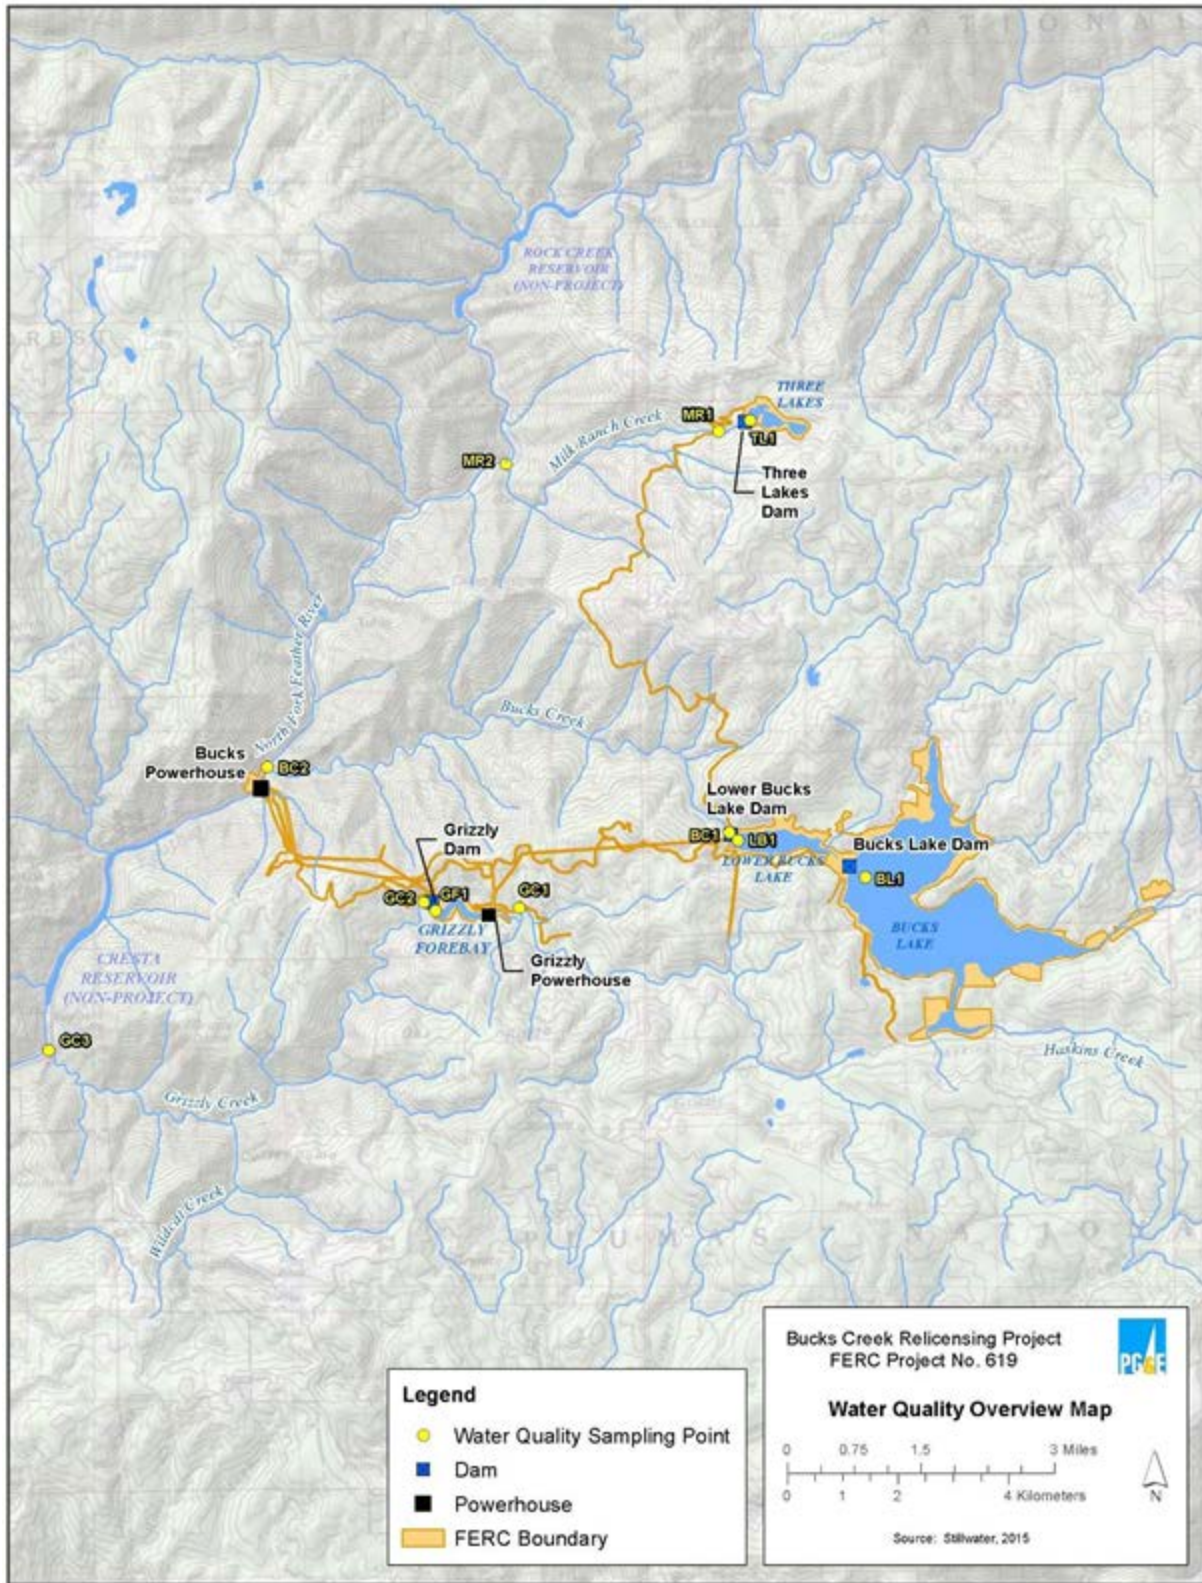 N A T I O N A L
ROCK CREEK
RESERVOIR
(NON-PROJECT)
THREE
LAKES
MR1
TL1
Milk Ranch Creek
MR2
Three
Lakes
Dam
North Fork Feather River
Bucks Creek
Bucks
Powerhouse
BC2
Lower Bucks
Lake Dam
BC1
LB1
LOWER BUCKS
LAKE
Bucks Lake Dam
BL1
BUCKS
LAKE
Grizzly
Dam
GC2
GF1
GC1
GRIZZLY
FOREBAY
Grizzly
Powerhouse
CRESTA
RESERVOIR
(NON-PROJECT)
GC3
Haskins Creek
Grizzly Creek
Wildcat Creek
P L U M A S
N A T I O N A
Legend
Water Quality Sampling Point
Dam
Powerhouse
FERC Boundary
Bucks Creek Relicensing Project
FERC Project No. 619
PG&E
Water Quality Overview Map
0 0.75 1.5 3 Miles
0 1 2 4 Kilometers
N
Source: Stillwater, 2015